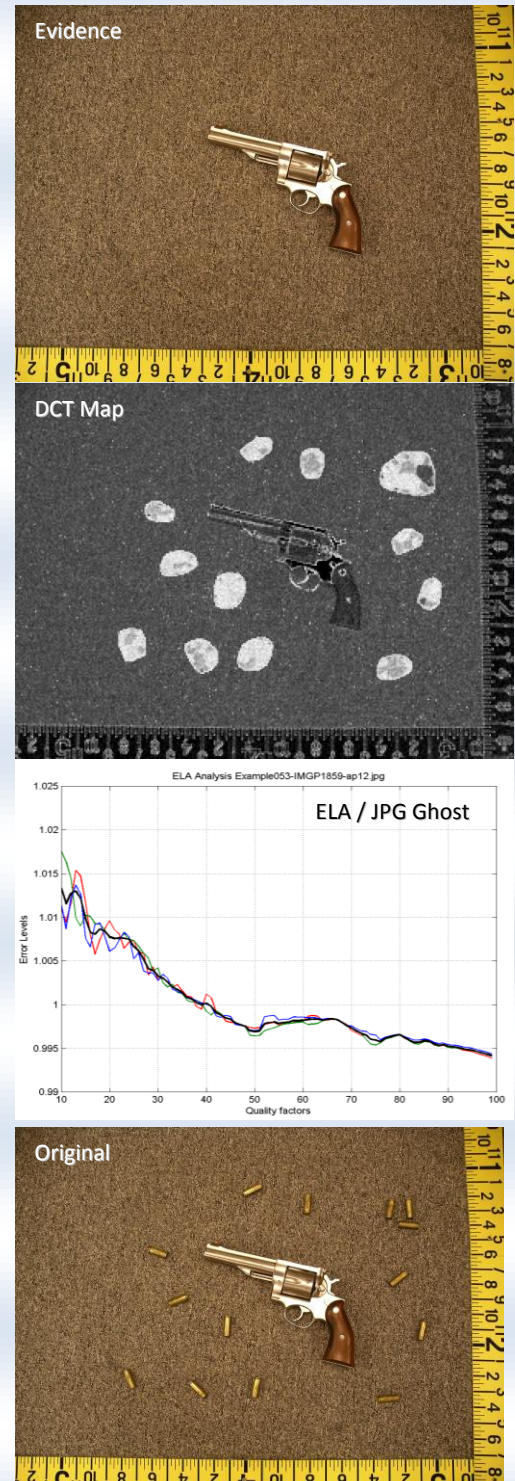 Evidence
DCT Map
ELA Analysis Example053-IMGP1859-ap12.jpg
ELA / JPG Ghost
1.025
1.02
1.015
1.01
1.005
1
0.995
0.99
Error Levels
10 20 30 40 50 60 70 80 90 100
Quality factors
Original